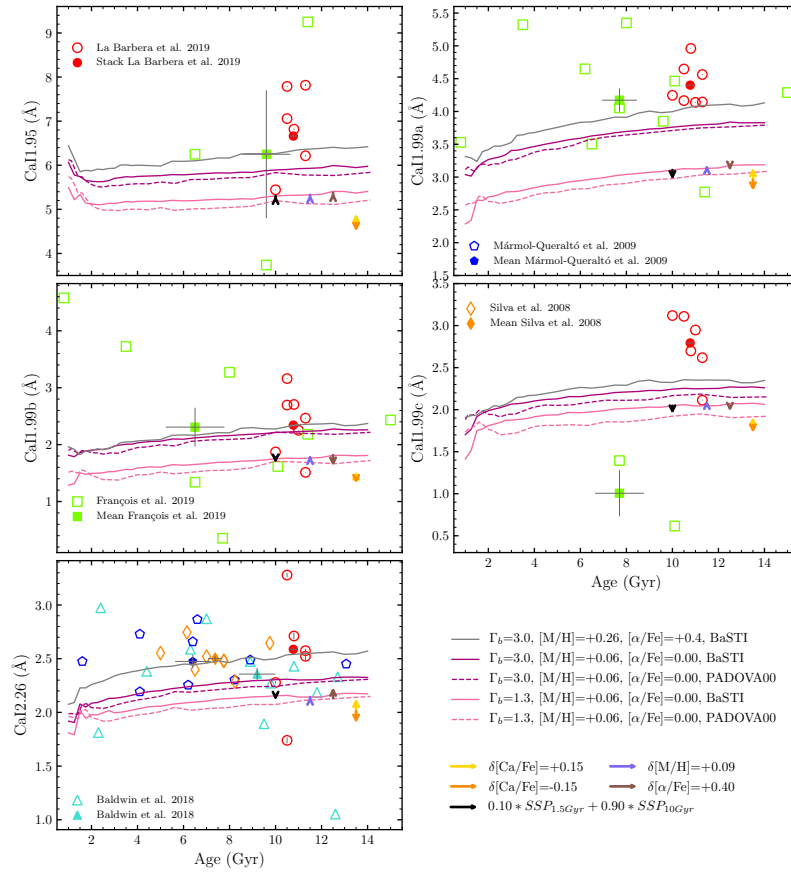 La Barbera et al. 2019
Stack La Barbera et al. 2019
CaI1.95 (Å)
9
8
7
6
5
4
CaI1.99a (Å)
5.5
5.0
4.5
4.0
3.5
3.0
2.5
2.0
1.5
Mármol-Queraltó et al. 2009
Mean Mármol-Queraltó et al. 2009
CaI1.99b (Å)
4
3
2
1
François et al. 2019
Mean François et al. 2019
CaI1.99c (Å)
3.5
3.0
2.5
2.0
1.5
1.0
0.5
Silva et al. 2008
Mean Silva et al. 2008
2 4 6 8 10 12 14
Age (Gyr)
CaI2.26 (Å)
3.0
2.5
2.0
1.5
1.0
Baldwin et al. 2018
Baldwin et al. 2018
0 2 4 6 8 10 12 14
Age (Gyr)
Γb=3.0, [M/H]=+0.26, [α/Fe]=+0.4, BaSTI
Γb=3.0, [M/H]=+0.06, [α/Fe]=0.00, BaSTI
Γb=3.0, [M/H]=+0.06, [α/Fe]=0.00, PADOVA00
Γb=1.3, [M/H]=+0.06, [α/Fe]=0.00, BaSTI
Γb=1.3, [M/H]=+0.06, [α/Fe]=0.00, PADOVA00
δ[Ca/Fe]=+0.15
δ[M/H]=+0.09
δ[Ca/Fe]=-0.15
δ[α/Fe]=+0.40
0.10 * SSP1.5Gyr + 0.90 * SSP10Gyr